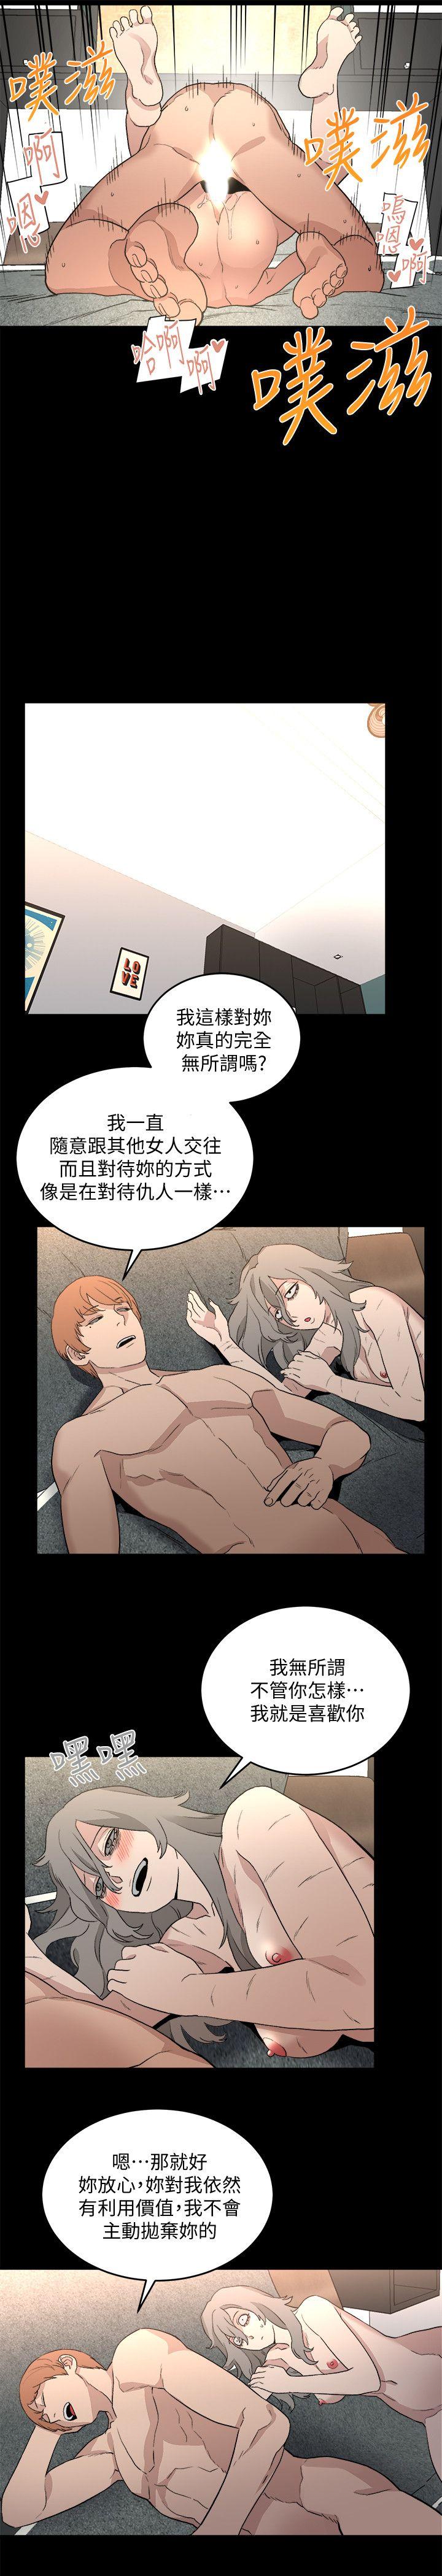 噗滋
啊
嗯
噗滋
嗚
嗯啊
哈啊啊
噗滋
LO
VE
我這樣對妳
妳真的完全
無所謂嗎?
我一直
隨意跟其他女人交往
而且對待妳的方式
像是在對待仇人一樣…
我無所謂
不管你怎樣…
我就是喜歡你
嘿嘿
嗯…那就好
妳放心,妳對我依然
有利用價值,我不會
主動拋棄妳的